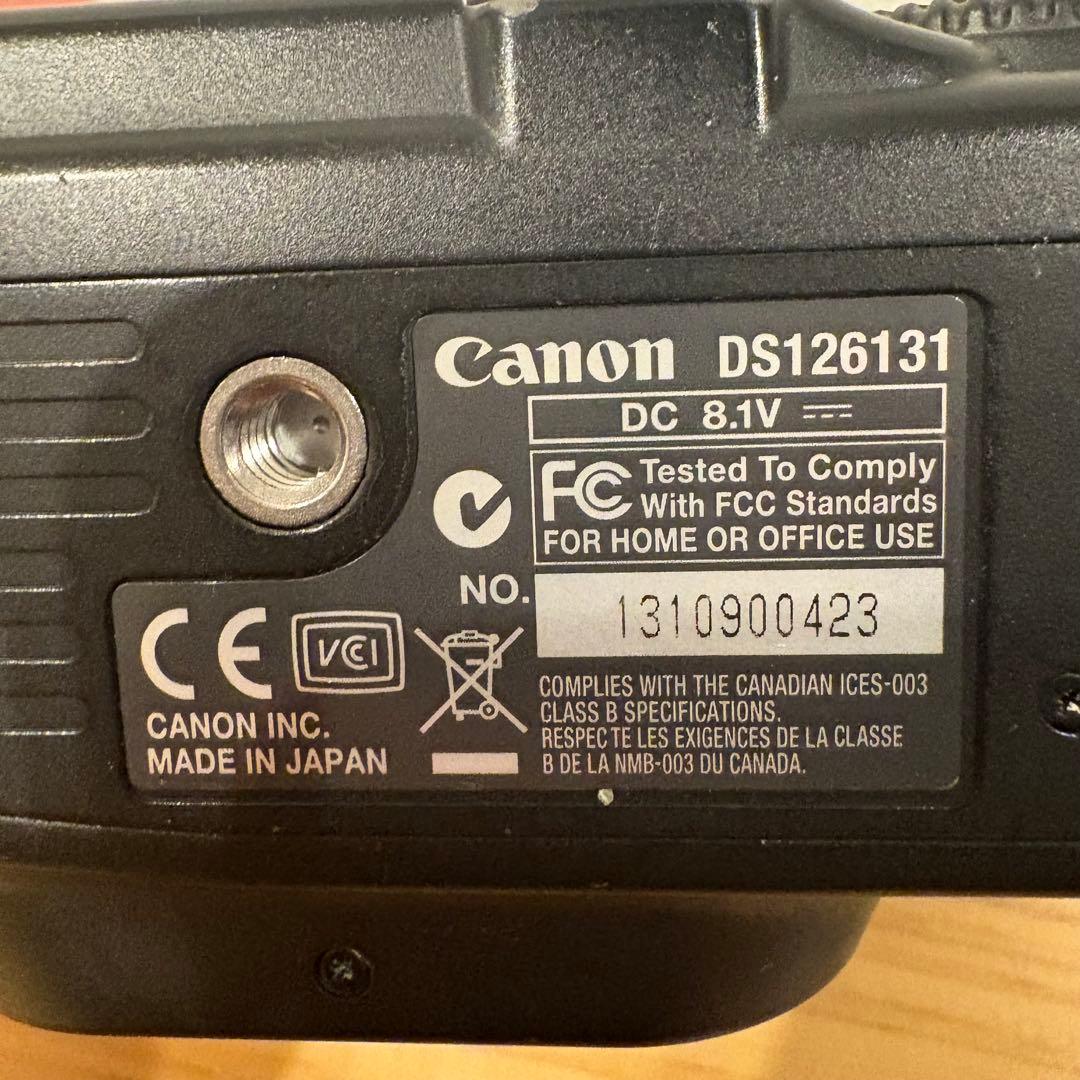 Canon DS126131
DC 8.1V
FC Tested To Comply
With FCC Standards
FOR HOME OR OFFICE USE
NO. 1310900423
CE VCI
CANON INC.
MADE IN JAPAN
COMPLIES WITH THE CANADIAN ICES-003
CLASS B SPECIFICATIONS.
RESPECTE LES EXIGENCES DE LA CLASSE
B DE LA NMB-003 DU CANADA.